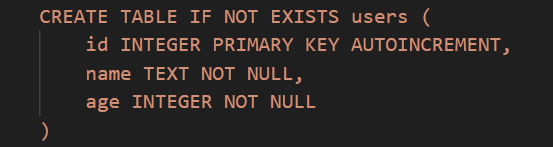 CREATE TABLE IF NOT EXISTS users (
id INTEGER PRIMARY KEY AUTOINCREMENT,
name TEXT NOT NULL,
age INTEGER NOT NULL
)